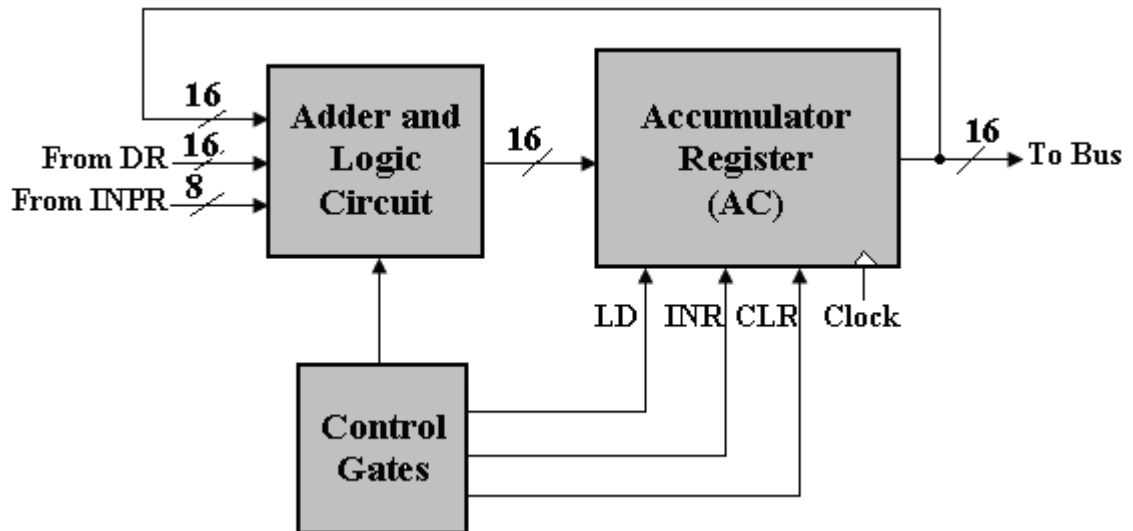 16
From DR 16
From INPR 8
Adder and
Logic
Circuit
16
Accumulator
Register
(AC)
16
To Bus
LD INR CLR Clock
Control
Gates